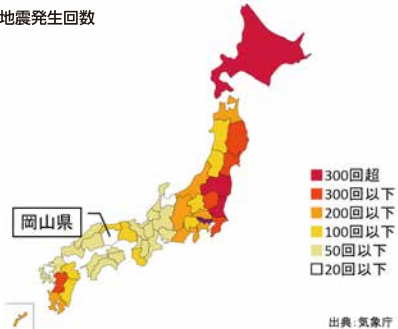 地震発生回数
岡山県
300回超
300回以下
200回以下
100回以下
50回以下
20回以下
出典：気象庁